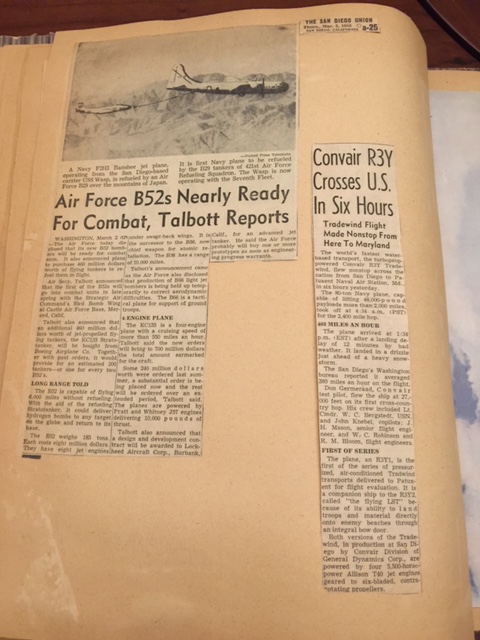 THE SAN DIEGO UNION
a-25
SAN DIEGO, CALIFORNIA
A Navy F2H2 Banshee jet plane,
operating from the San Diego-based
carrier USS Wasp, is refueled by an Air
Force B29 over the mountains of Japan.
It is first Navy plane to be refueled
by the B29 tankers of 421st Air Force
Refueling Squadron. The Wasp is now
operating with the Seventh Fleet.
Air Force B52s Nearly Ready
For Combat, Talbott Reports
WASHINGTON, March 2
—The Air Force today
said that its new B52 bomb-
ers will be ready for combat
soon. It also announced plans
to purchase 460 million dollars
worth of flying tankers to re-
fuel them in flight.
Air Secy. Talbott announced
that the first of the B52s will
go into combat units begin-
ning with the Strategic Air
Command's 93rd Bomb Wing
at Castle Air Force Base, Mer-
ced, Calif.
Talbott also announced that
an additional 460 million dol-
lars worth of jet-propelled fly-
ing tankers, the KC135 Strato-
tanker, will be bought from
Boeing Airplane Co. Togeth-
er with past orders, it would
provide for an estimated 200
tankers—or one for every two
B52's.
LONG RANGE TOLD
The B52 is capable of flying
6,000 miles without refueling.
With the aid of the refueling
Stratotanker, it could deliver
hydrogen bombs to any target
on the globe and return to its
base.
The B52 weighs 185 tons.
Each costs eight million dollars.
They have eight jet engines
under swept-back wings. It is
the successor to the B36, now
chief weapon for atomic re-
taliation. The B36 has a range
of 10,000 miles.
Talbott's announcement came
as the Air Force also disclosed
that production of B66 light jet
bombers is being held up temp-
orarily to correct aerodynamic
difficulties. The B66 is a tacti-
cal plane for support of ground
troops.
4 ENGINE PLANE
The KC135 is a four-engine
plane with a cruising speed of
more than 550 miles an hour.
Talbott said the new orders
will bring to 700 million dollars
the total amount earmarked
for the craft.
Some 240 million dollars
worth were ordered last sum-
mer, a substantial order is be-
ing placed now and the rest
will be ordered over an ex-
tended period, Talbott said.
The planes are powered by
Pratt and Whitney J57 engines
delivering 10,000 pounds of
thrust.
Talbott also announced that
a design and development con-
tract will be awarded to Lock-
heed Aircraft Corp., Burbank,
Calif., for an advanced jet
tanker. He said the Air Force
probably will buy one or more
prototypes as soon as engineer-
ing progress warrants.
Convair R3Y
Crosses U.S.
In Six Hours
Tradewind Flight
Made Nonstop From
Here To Maryland
The world's fastest water-
based transport, the turboprop-
powered Convair R3Y Trade-
wind, flew nonstop across the
nation from San Diego to Pa-
tuxent Naval Air Station, Md.,
in six hours yesterday.
The 80-ton Navy plane, cap-
able of lifting 48,000-pound
payloads more than 2,000 miles,
took off at 4:34 a.m. (PST)
for the 2,400 mile hop.
403 MILES AN HOUR
The plane arrived at 1:34
p.m. (EST) after a landing de-
lay of 12 minutes by bad
weather. It landed in a drizzle
just ahead of a heavy snow-
storm.
The San Diego's Washington
bureau reported it averaged
403 miles an hour on the flight.
Don Germeraad, Convair
test pilot, flew the ship at 27,-
000 feet on its first cross-coun-
try hop. His crew included Lt.
Cmdr. W. C. Bergstedt, USN,
and John Knebel, copilots; J.
H. Mason, senior flight engi-
neer, and W. C. Robinson and
R. M. Bloom, flight engineers.
FIRST OF SERIES
The plane, an R3Y1, is the
first of the series of pressur-
ized, air-conditioned Tradewind
transports delivered to Patux-
ent for flight evaluation. It is
a companion ship to the R3Y2,
called "the flying LST" be-
cause of its ability to land
troops and material directly
onto enemy beaches through
an integral bow door.
Both versions of the Trade-
wind, in production at San Di-
ego by Convair Division of
General Dynamics Corp., are
powered by four 5,500-horse-
power Allison T40 jet engines
geared to six-bladed, contra-
rotating propellers.